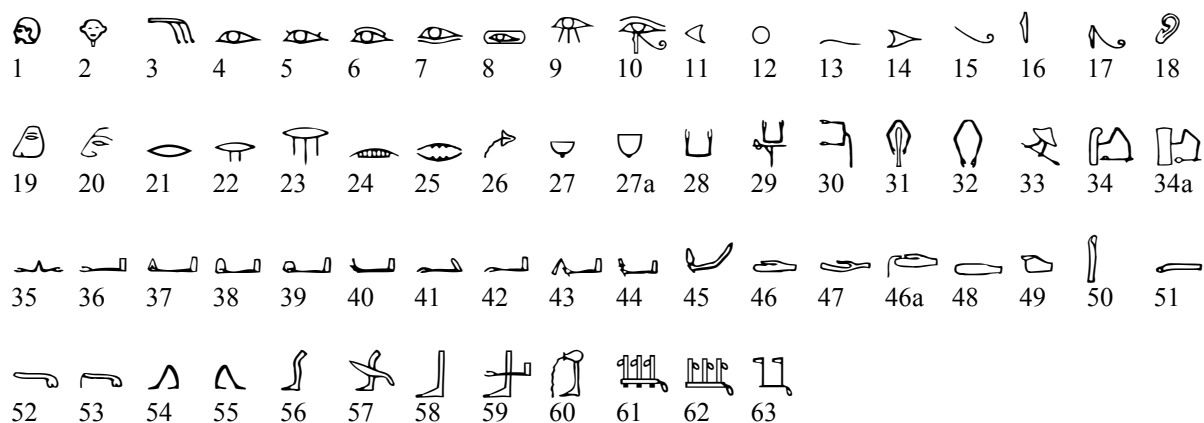 𓁶 𓁷 𓁸 𓁹 𓁺 𓁻 𓁼 𓁽 𓁿 𓂀 𓂁 𓂂 𓂃 𓂄 𓂅 𓂆 𓂇 𓂈
1 2 3 4 5 6 7 8 9 10 11 12 13 14 15 16 17 18
𓂉 𓂊 𓂋 𓂌 𓂍 𓂎 𓂏 𓂐 𓂑 𓂒 𓂓 𓂔 𓂕 𓂖 𓂘 𓂙 𓂚 𓂛
19 20 21 22 23 24 25 26 27 27a 28 29 30 31 32 33 34 34a
𓂜 𓂝 𓂞 𓂟 𓂠 𓂡 𓂢 𓂣 𓂤 𓂥 𓂦 𓂧 𓂩 𓂨 𓂪 𓂬 𓂭 𓂷
35 36 37 38 39 40 41 42 43 44 45 46 47 46a 48 49 50 51
𓂸 𓂺 𓂻 𓂽 𓂾 𓂿 𓃀 𓃁 𓃂 𓃃 𓃄 𓃅
52 53 54 55 56 57 58 59 60 61 62 63